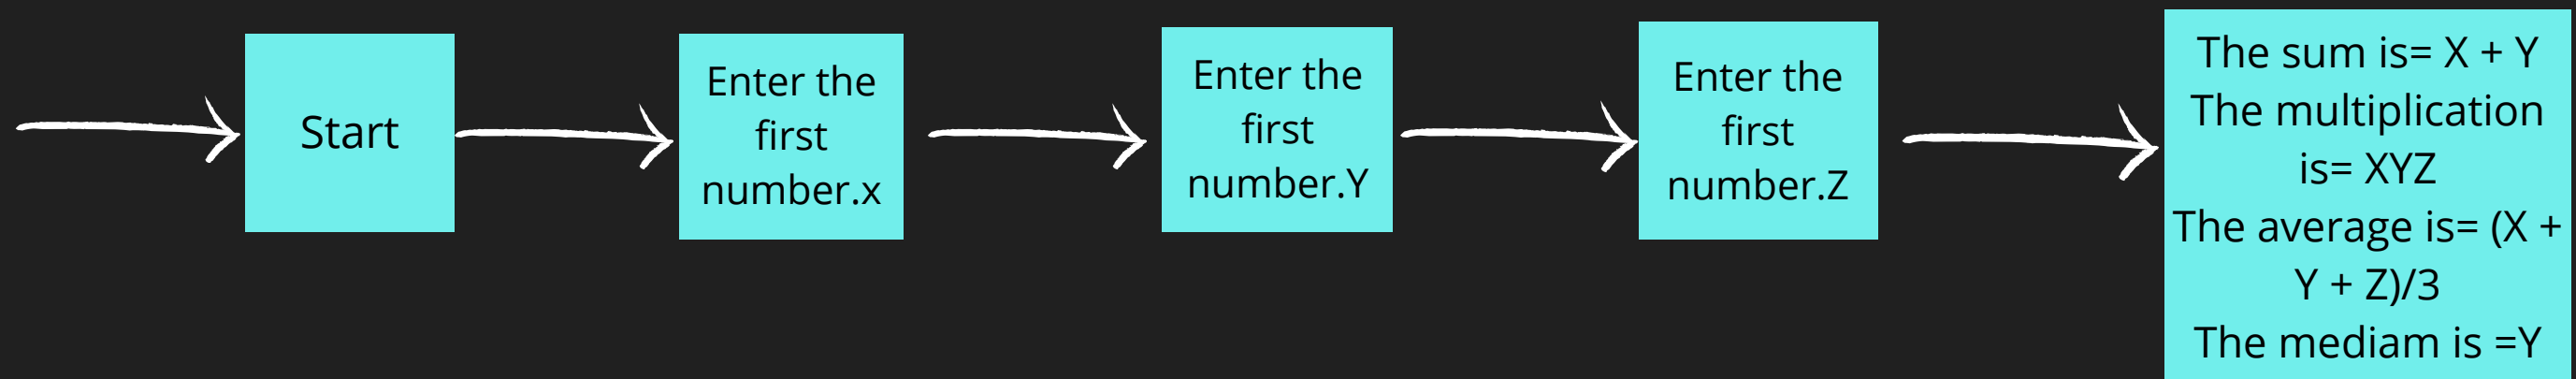 Start
Enter the
first
number.x
Enter the
first
number.Y
Enter the
first
number.Z
The sum is= X + Y
The multiplication
is= XYZ
The average is= (X +
Y + Z)/3
The mediam is =Y